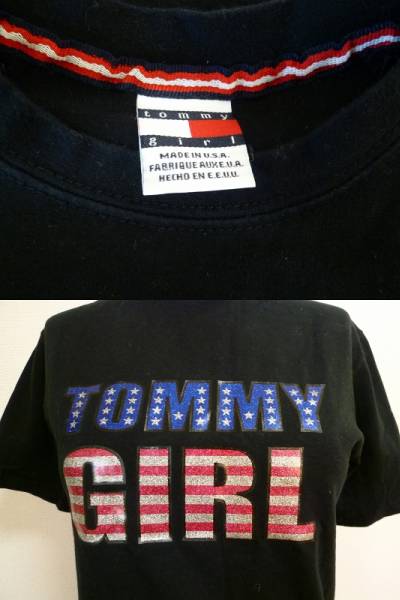 tommy
girl
MADE IN U.S.A.
FABRIQUE AUX E.U.A.
HECHO EN E.E.U.U.
TOMMY
GIRL